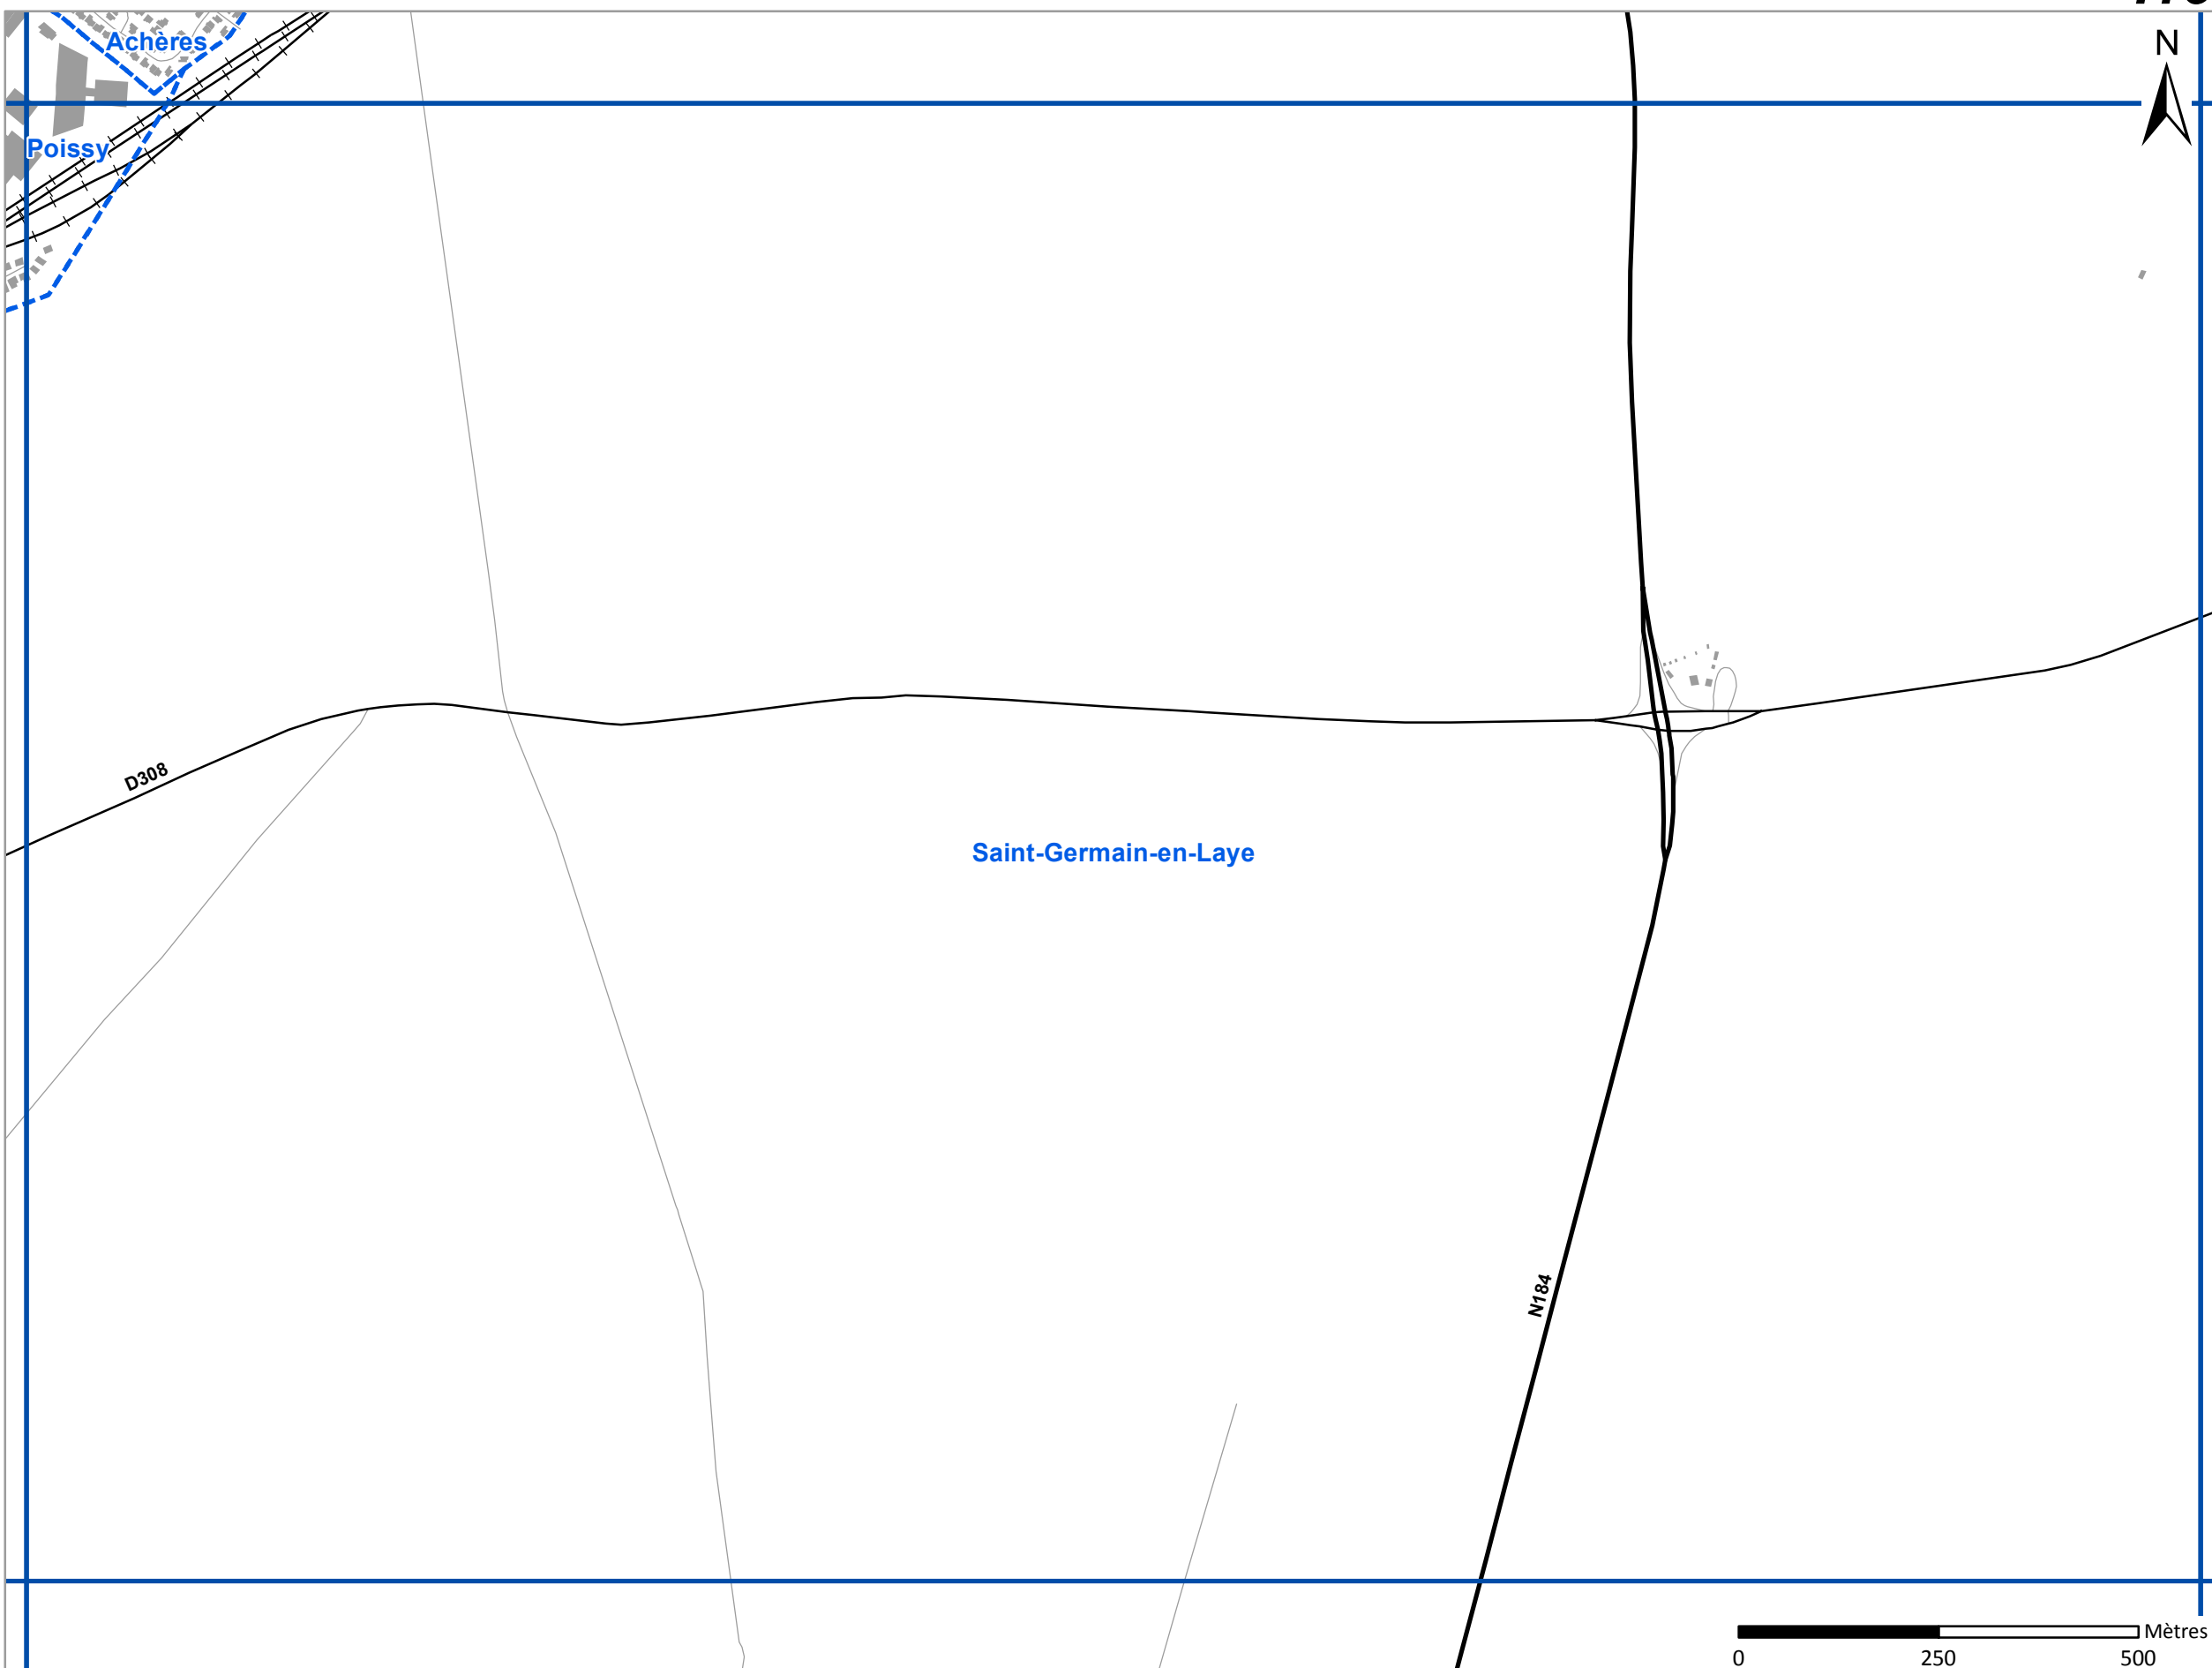 N
Achères
Poissy
D308
Saint-Germain-en-Laye
N184
Mètres
0 250 500